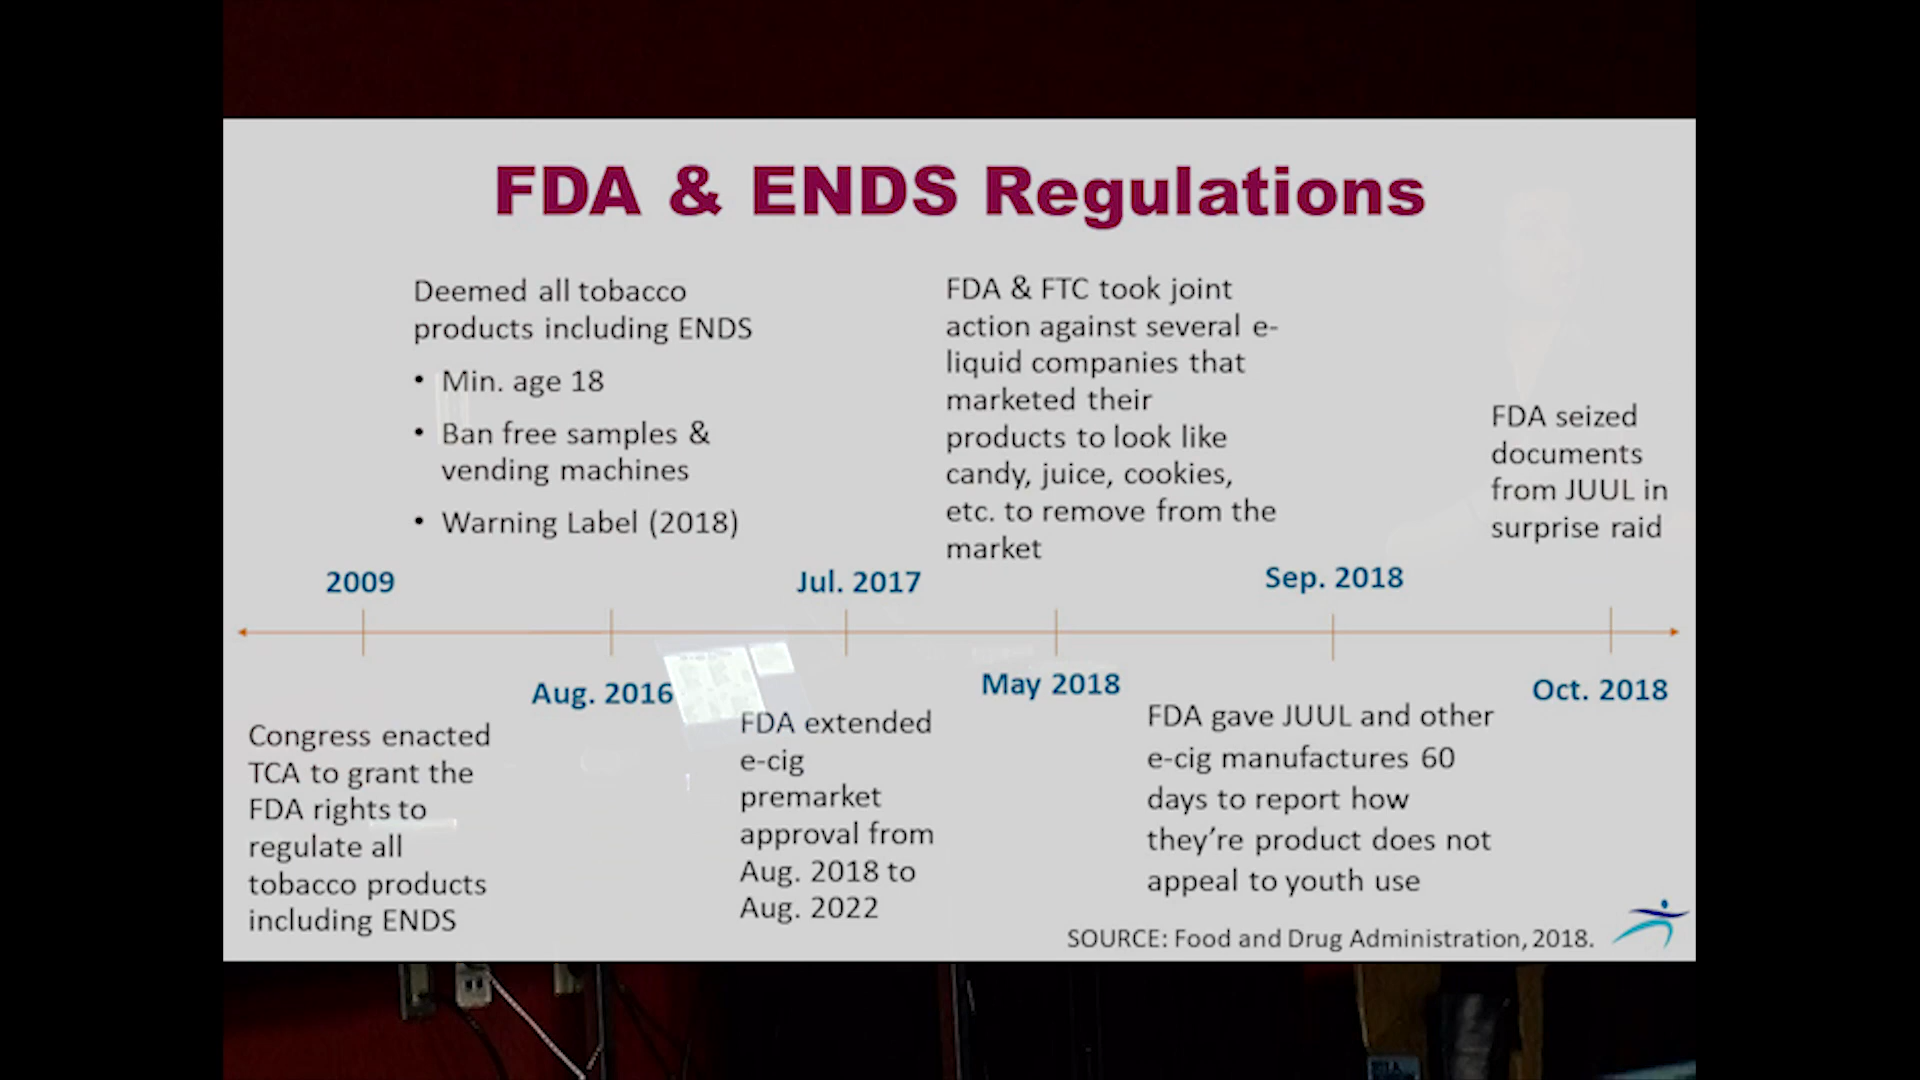 FDA & ENDS Regulations
Deemed all tobacco
products including ENDS
• Min. age 18
• Ban free samples &
vending machines
• Warning Label (2018)
FDA & FTC took joint
action against several e-
liquid companies that
marketed their
products to look like
candy, juice, cookies,
etc. to remove from the
market
FDA seized
documents
from JUUL in
surprise raid
2009
Jul. 2017
Sep. 2018
Aug. 2016
May 2018
Oct. 2018
Congress enacted
TCA to grant the
FDA rights to
regulate all
tobacco products
including ENDS
FDA extended
e-cig
premarket
approval from
Aug. 2018 to
Aug. 2022
FDA gave JUUL and other
e-cig manufactures 60
days to report how
they’re product does not
appeal to youth use
SOURCE: Food and Drug Administration, 2018.